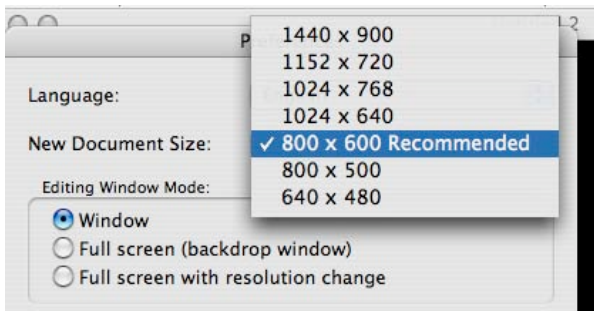 2
P
1440 x 900
1152 x 720
1024 x 768
1024 x 640
✓ 800 x 600 Recommended
800 x 500
640 x 480
Language:
New Document Size:
Editing Window Mode:
Window
Full screen (backdrop window)
Full screen with resolution change